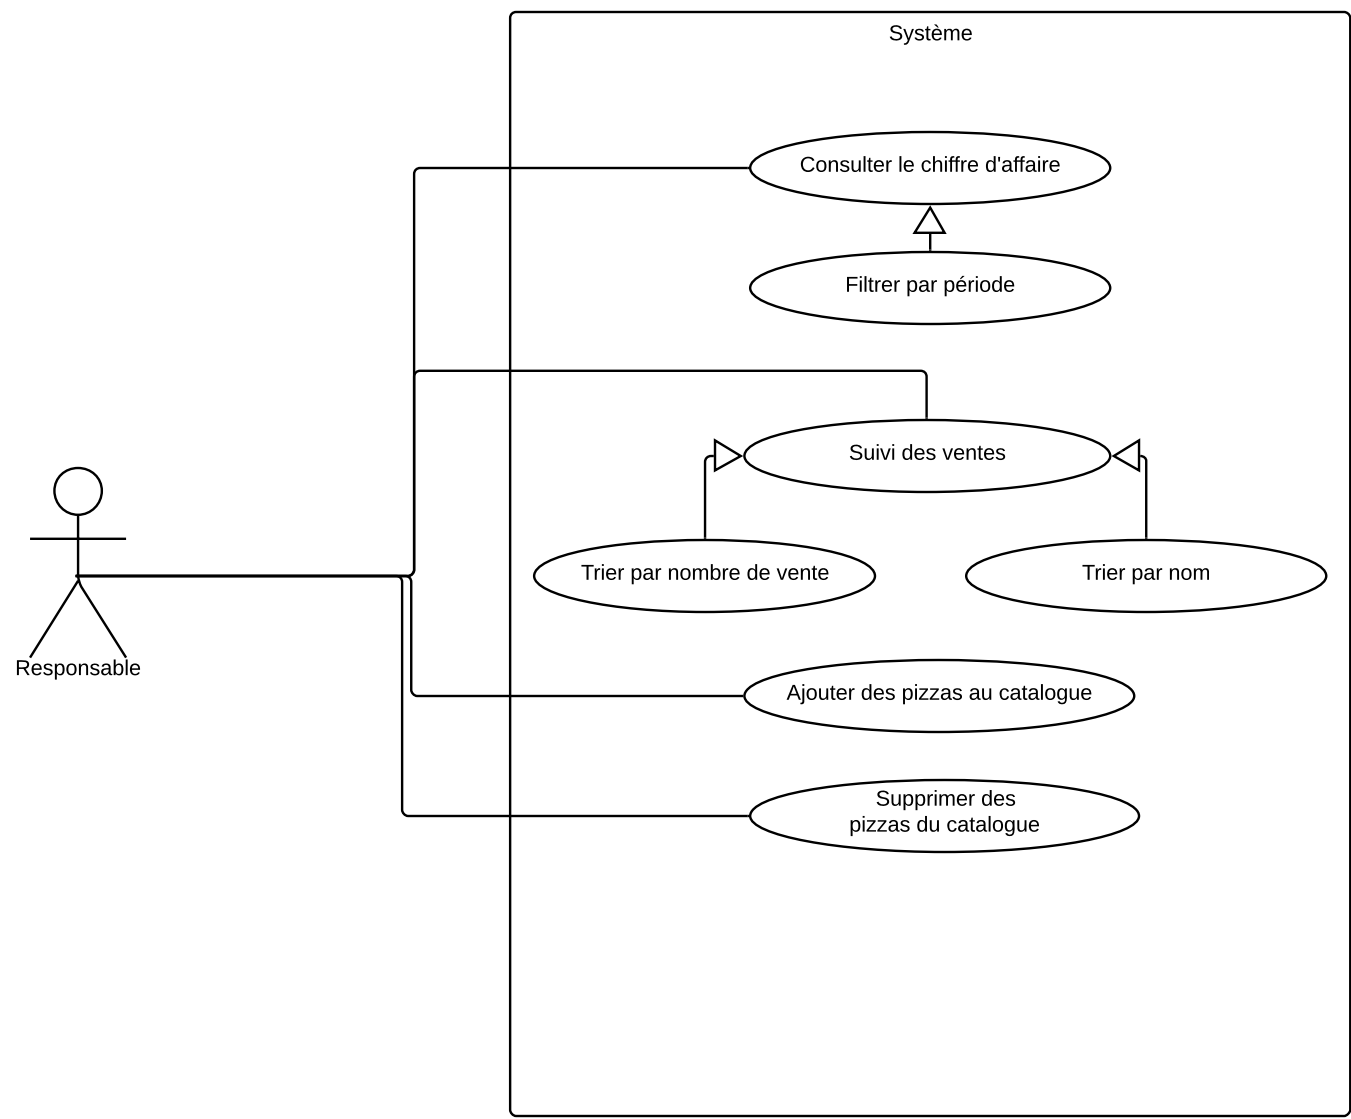 Système
Consulter le chiffre d'affaire
Filtrer par période
Suivi des ventes
Trier par nombre de vente
Trier par nom
Responsable
Ajouter des pizzas au catalogue
Supprimer des
pizzas du catalogue